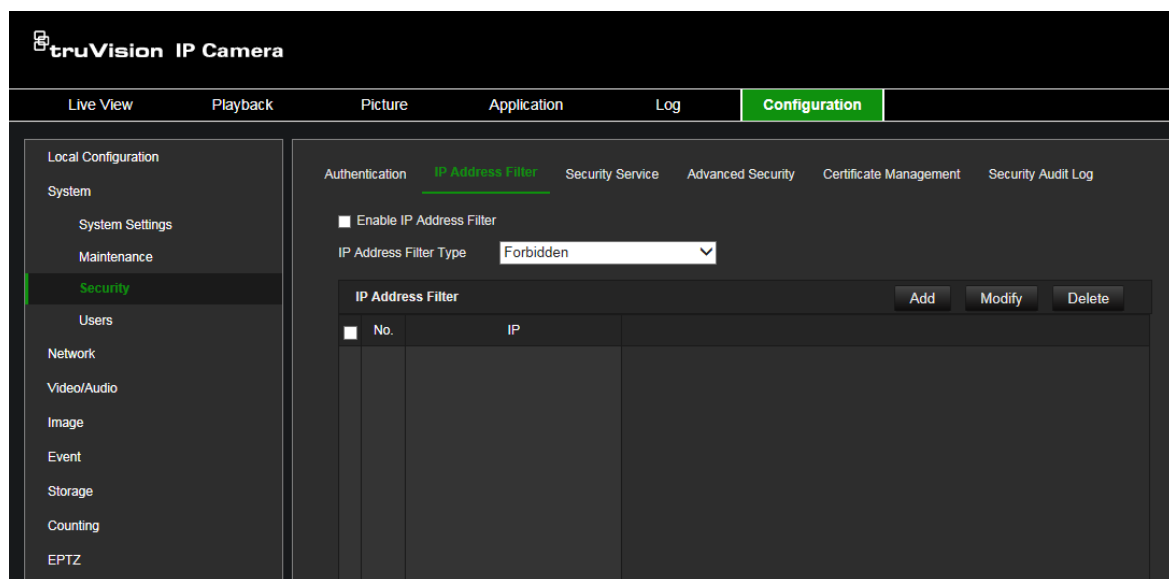 truVision IP Camera
Live View Playback Picture Application Log Configuration
Local Configuration
System
System Settings
Maintenance
Security
Users
Network
Video/Audio
Image
Event
Storage
Counting
EPTZ
Authentication IP Address Filter Security Service Advanced Security Certificate Management Security Audit Log
Enable IP Address Filter
IP Address Filter Type Forbidden
IP Address Filter Add Modify Delete
No. IP